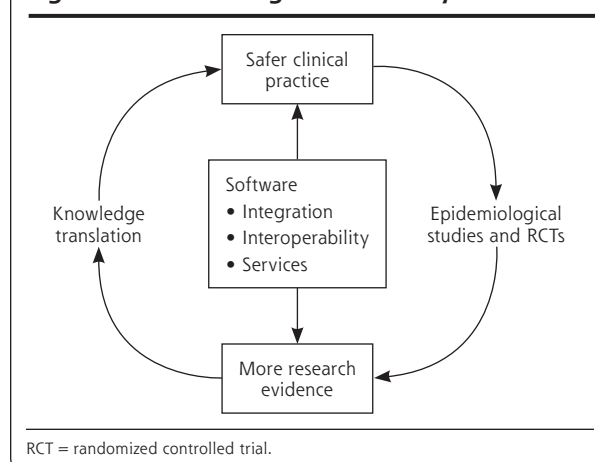 Safer clinical
practice
Software
• Integration
• Interoperability
• Services
Knowledge
translation
Epidemiological
studies and RCTs
More research
evidence
RCT = randomized controlled trial.